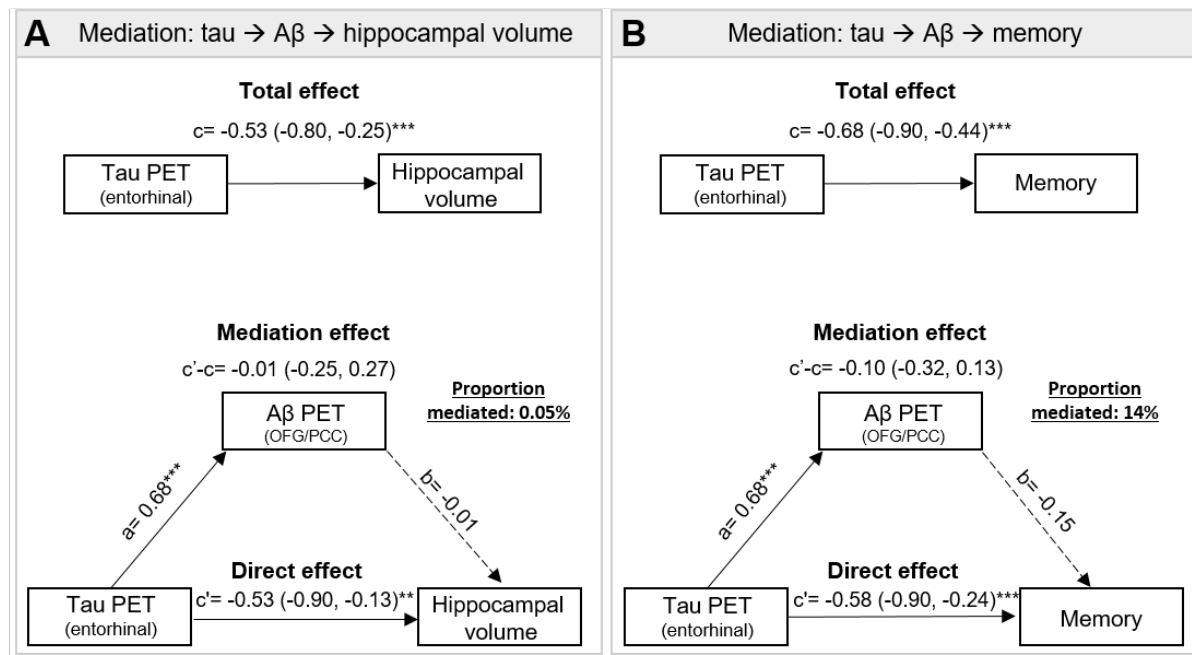 A Mediation: tau → Aβ → hippocampal volume
Total effect
c= -0.53 (-0.80, -0.25)***
Tau PET
(entorhinal)
Hippocampal
volume
Mediation effect
c’-c= -0.01 (-0.25, 0.27)
Proportion
mediated: 0.05%
Aβ PET
(OFG/PCC)
a= 0.68***
b= -0.01
Direct effect
c'= -0.53 (-0.90, -0.13)**
Tau PET
(entorhinal)
Hippocampal
volume
B Mediation: tau → Aβ → memory
Total effect
c= -0.68 (-0.90, -0.44)***
Tau PET
(entorhinal)
Memory
Mediation effect
c’-c= -0.10 (-0.32, 0.13)
Proportion
mediated: 14%
Aβ PET
(OFG/PCC)
a= 0.68***
b= -0.15
Direct effect
c'= -0.58 (-0.90, -0.24)***
Tau PET
(entorhinal)
Memory